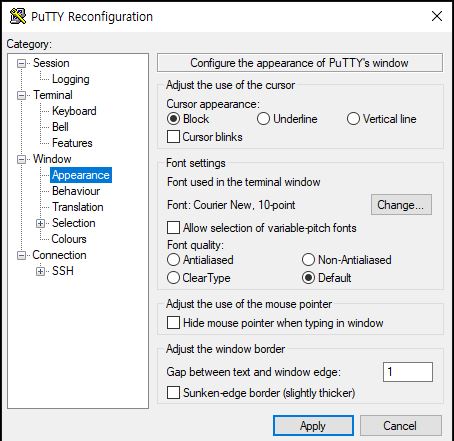 PuTTY Reconfiguration
Category:
Session
Logging
Terminal
Keyboard
Bell
Features
Window
Appearance
Behaviour
Translation
Selection
Colours
Connection
SSH
Configure the appearance of PuTTY's window
Adjust the use of the cursor
Cursor appearance:
Block Underline Vertical line
Cursor blinks
Font settings
Font used in the terminal window
Font: Courier New, 10-point Change...
Allow selection of variable-pitch fonts
Font quality:
Antialiased Non-Antialiased
ClearType Default
Adjust the use of the mouse pointer
Hide mouse pointer when typing in window
Adjust the window border
Gap between text and window edge: 1
Sunken-edge border (slightly thicker)
Apply Cancel